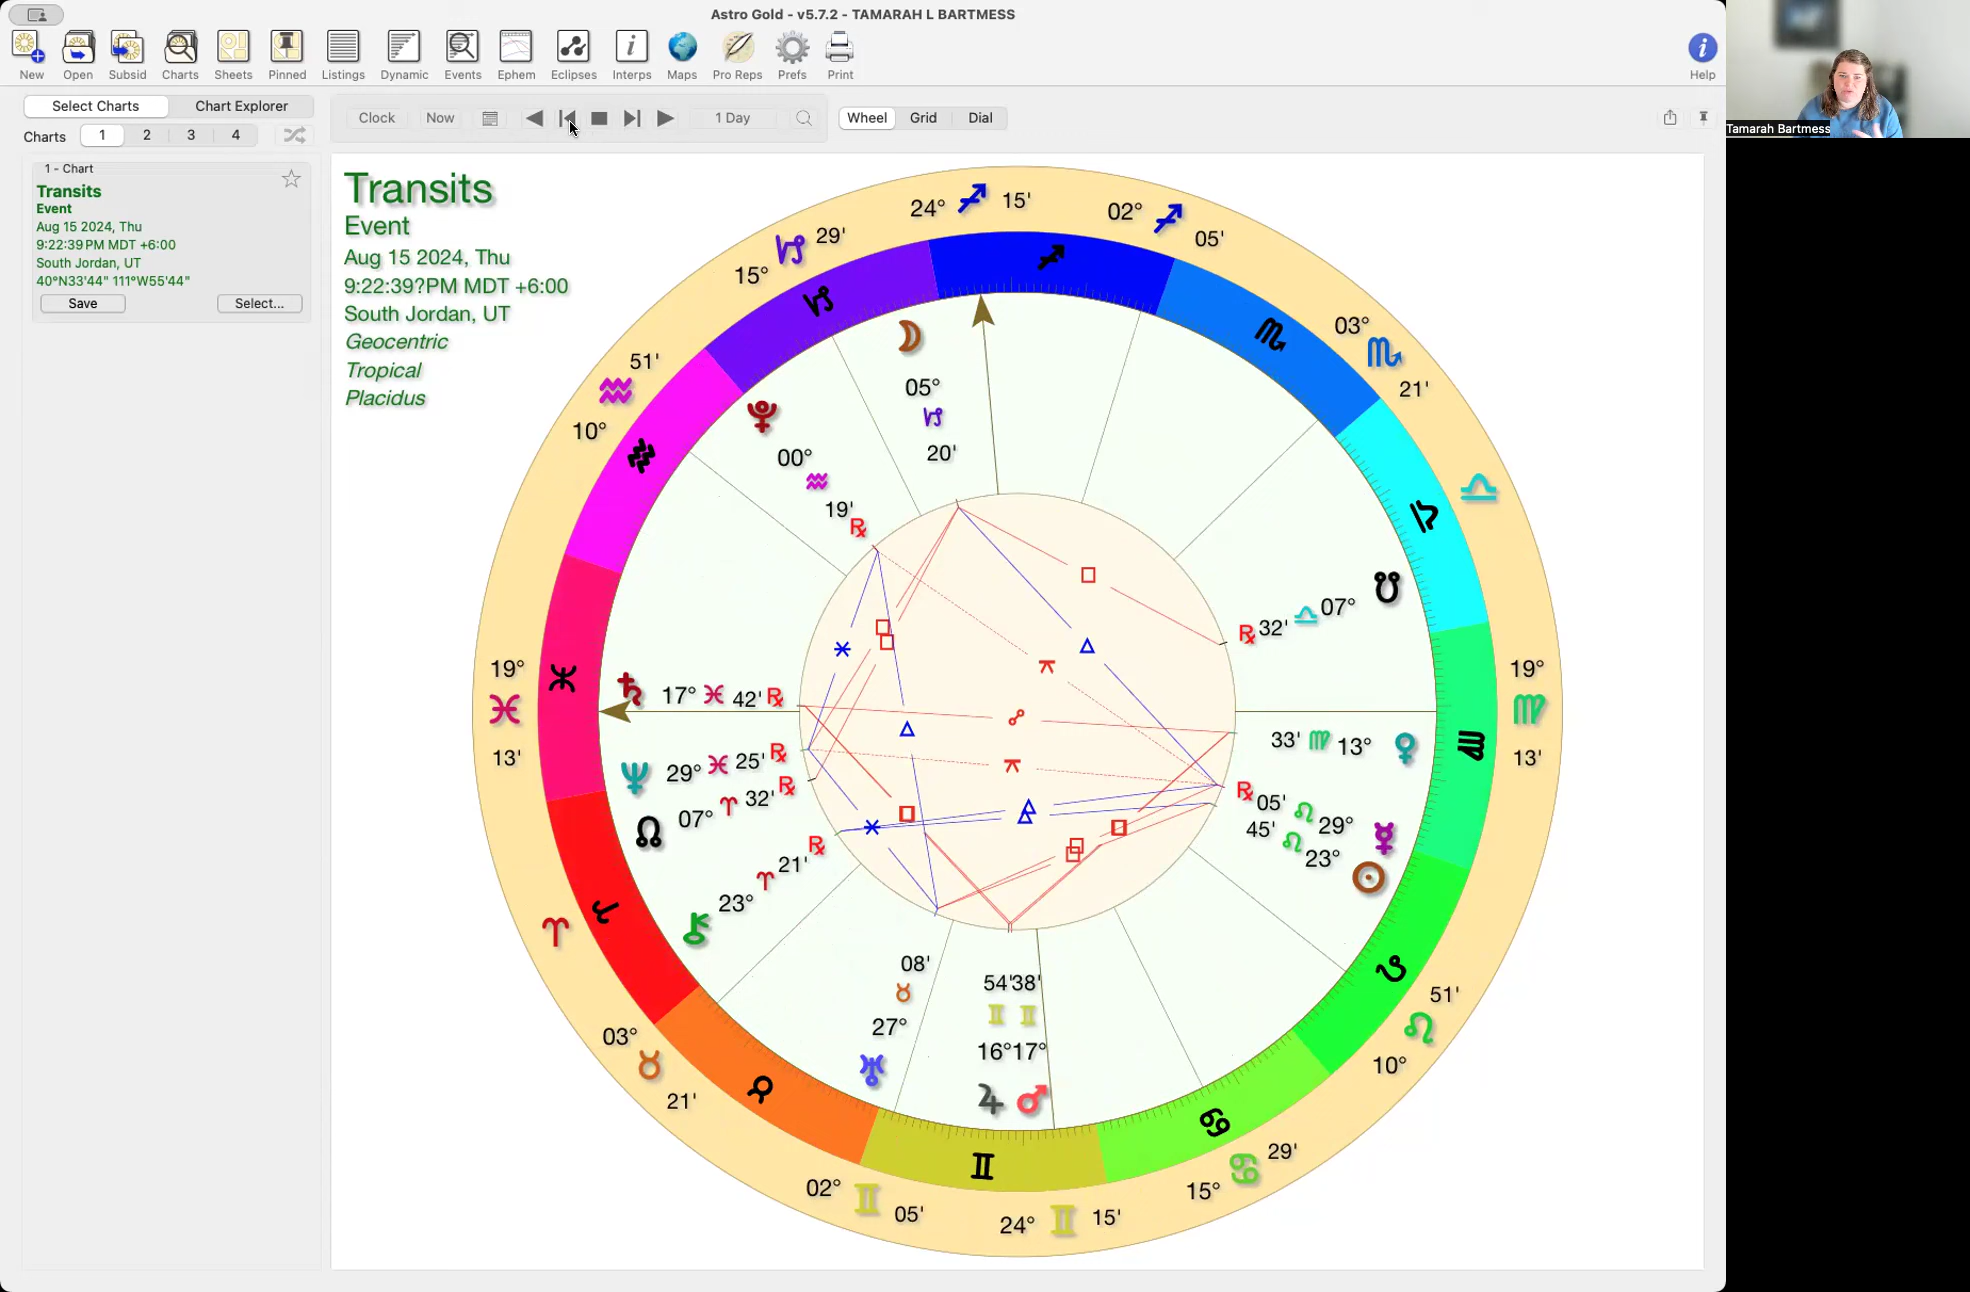 Astro Gold - v5.7.2 - TAMARAH L BARTMESS
New Open Subsid Charts Sheets Pinned Listings Dynamic Events Ephem Eclipses Interps Maps Pro Reps Prefs Print Help
Select Charts Chart Explorer
Charts 1 2 3 4
Clock Now 1 Day Wheel Grid Dial
Tamarah Bartmess
1 - Chart
Transits
Event
Aug 15 2024, Thu
9:22:39 PM MDT +6:00
South Jordan, UT
40°N33'44" 111°W55'44"
Save Select...
Transits
Event
Aug 15 2024, Thu
9:22:39?PM MDT +6:00
South Jordan, UT
Geocentric
Tropical
Placidus
24° ♐ 15'
02° ♐ 05'
15° ♑ 29'
03° ♏ 21'
10° ♒ 51'
♎
19° ♓ 13'
19° ♍ 13'
♈
03° ♉ 21'
02° ♊ 05'
24° ♊ 15'
15° ♋ 29'
10° ♌ 51'
☽ 05° ♑ 20'
♇ 00° ♒ 19' ℞
☋ 07° ♎ 32' ℞
♄ 17° ♓ 42' ℞
♆ 29° ♓ 25' ℞
☊ 07° ♈ 32' ℞
⚷ 23° ♈ 21' ℞
♅ 27° ♉ 08'
♃ 16° ♊ 54'
♂ 17° ♊ 38'
♀ 13° ♍ 33'
☿ 29° ♌ 05' ℞
☉ 23° ♌ 45'